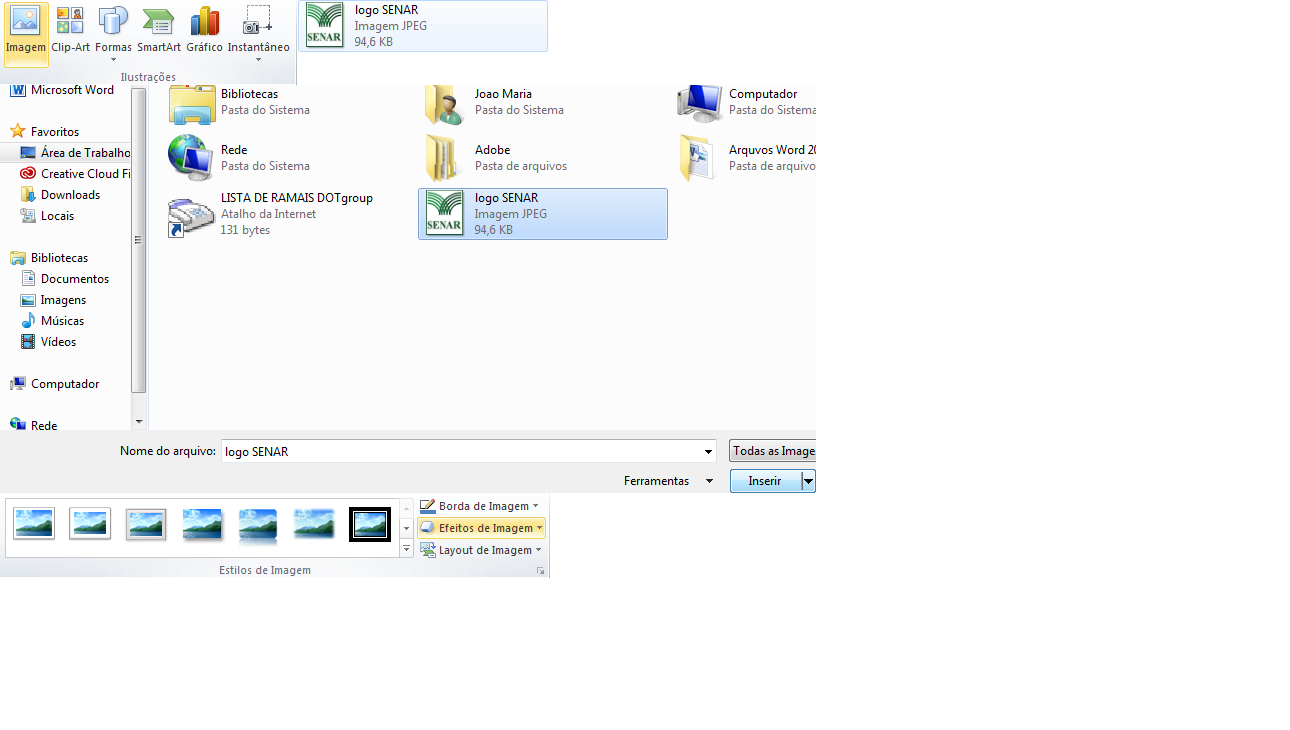 Imagem Clip-Art Formas SmartArt Gráfico Instantâneo
Ilustrações
SENAR
logo SENAR
Imagem JPEG
94,6 KB
Microsoft Word
Favoritos
Área de Trabalho
Creative Cloud Fi
Downloads
Locais
Bibliotecas
Documentos
Imagens
Músicas
Vídeos
Computador
Rede
Bibliotecas
Pasta do Sistema
Joao Maria
Pasta do Sistema
Computador
Pasta do Sistema
Rede
Pasta do Sistema
Adobe
Pasta de arquivos
Arquvos Word 20
Pasta de arquivo
LISTA DE RAMAIS DOTgroup
Atalho da Internet
131 bytes
SENAR
logo SENAR
Imagem JPEG
94,6 KB
Nome do arquivo: logo SENAR
Todas as Image
Ferramentas
Inserir
Borda de Imagem
Efeitos de Imagem
Layout de Imagem
Estilos de Imagem